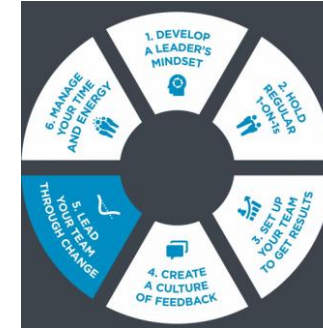 1. DEVELOP
A LEADER'S
MINDSET
2. HOLD
REGULAR
1-ON-1s
3. SET UP
YOUR TEAM
TO GET RESULTS
4. CREATE
A CULTURE
OF FEEDBACK
5. LEAD
YOUR TEAM
THROUGH CHANGE
6. MANAGE
YOUR TIME
AND ENERGY